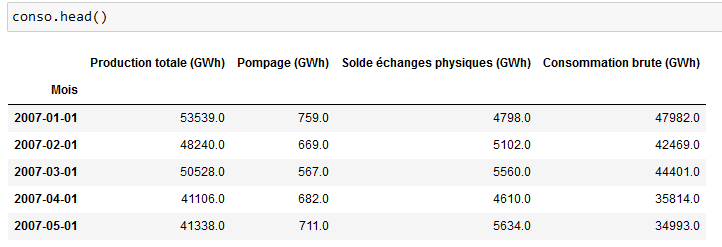 conso.head()
Production totale (GWh) Pompage (GWh) Solde échanges physiques (GWh) Consommation brute (GWh)
Mois
2007-01-01 53539.0 759.0 4798.0 47982.0
2007-02-01 48240.0 669.0 5102.0 42469.0
2007-03-01 50528.0 567.0 5560.0 44401.0
2007-04-01 41106.0 682.0 4610.0 35814.0
2007-05-01 41338.0 711.0 5634.0 34993.0